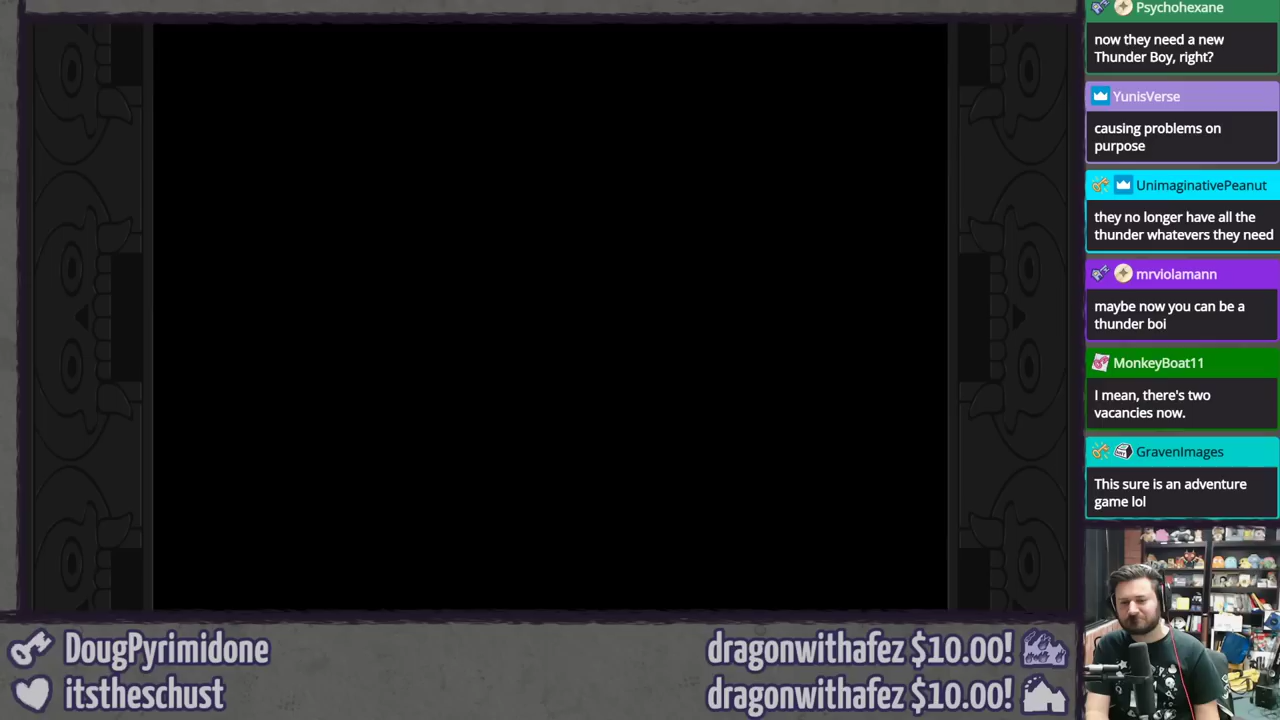 Psychohexane
now they need a new
Thunder Boy, right?
YunisVerse
causing problems on
purpose
UnimaginativePeanut
they no longer have all the
thunder whatevers they need
mrviolamann
maybe now you can be a
thunder boi
MonkeyBoat11
I mean, there's two
vacancies now.
GravenImages
This sure is an adventure
game lol
DougPyrimidone
itstheschust
dragonwithafez $10.00!
dragonwithafez $10.00!